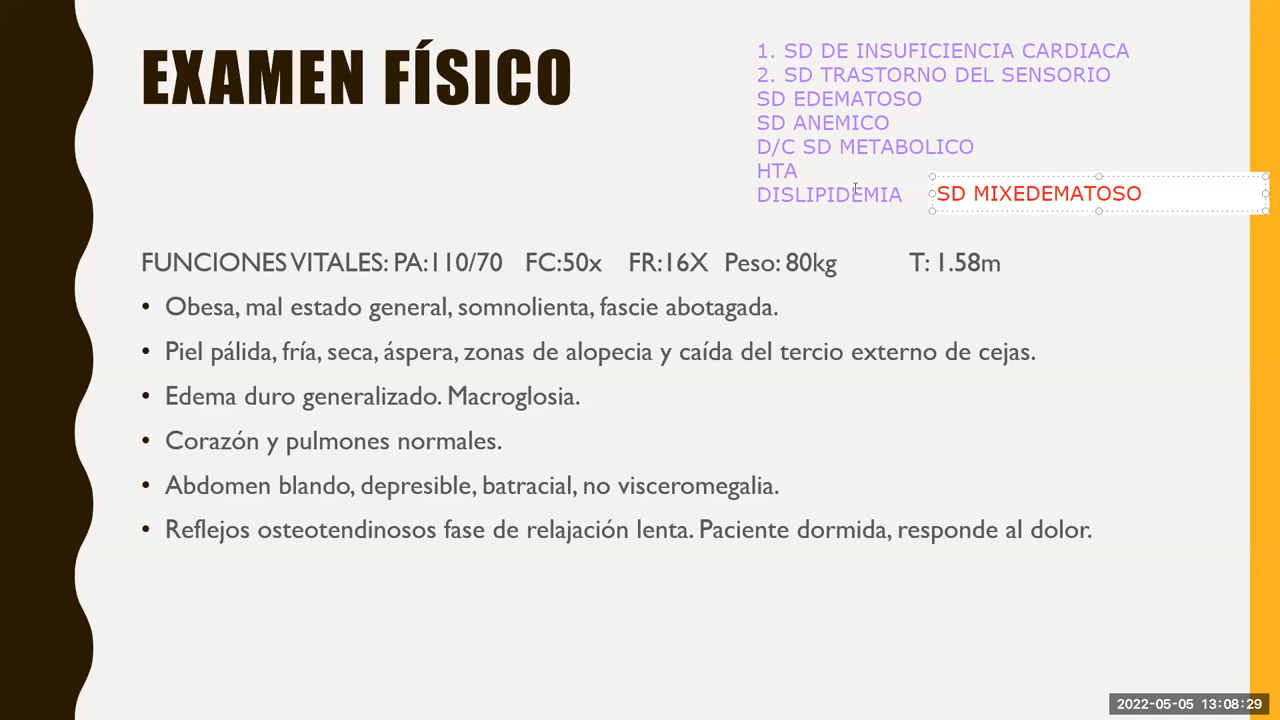 EXAMEN FÍSICO
1. SD DE INSUFICIENCIA CARDIACA
2. SD TRASTORNO DEL SENSORIO
SD EDEMATOSO
SD ANEMICO
D/C SD METABOLICO
HTA
DISLIPIDEMIA
SD MIXEDEMATOSO
FUNCIONES VITALES: PA:110/70 FC:50x FR:16X Peso: 80kg T: 1.58m
• Obesa, mal estado general, somnolienta, fascie abotagada.
• Piel pálida, fría, seca, áspera, zonas de alopecia y caída del tercio externo de cejas.
• Edema duro generalizado. Macroglosia.
• Corazón y pulmones normales.
• Abdomen blando, depresible, batracial, no visceromegalia.
• Reflejos osteotendinosos fase de relajación lenta. Paciente dormida, responde al dolor.
2022-05-05 13:08:29